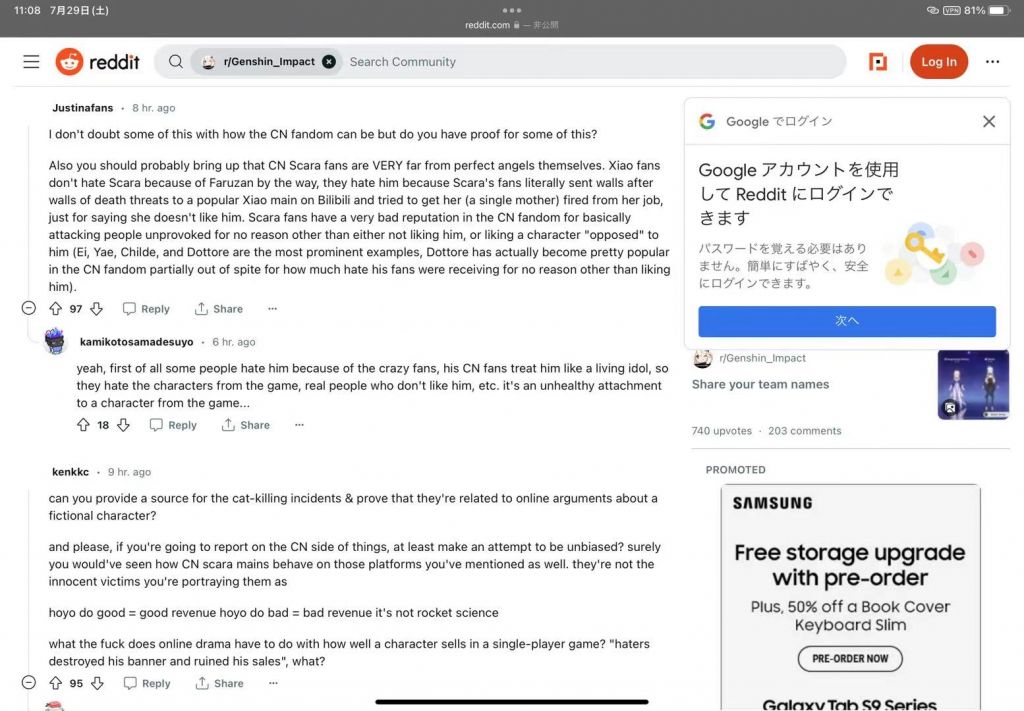 11:08 7月29日(土)
reddit.com — 非公開
VPN 81%
reddit
r/Genshin_Impact
Search Community
Log In
Justinafans · 8 hr. ago
I don't doubt some of this with how the CN fandom can be but do you have proof for some of this?
Also you should probably bring up that CN Scara fans are VERY far from perfect angels themselves. Xiao fans
don't hate Scara because of Faruzan by the way, they hate him because Scara's fans literally sent walls after
walls of death threats to a popular Xiao main on Bilibili and tried to get her (a single mother) fired from her job,
just for saying she doesn't like him. Scara fans have a very bad reputation in the CN fandom for basically
attacking people unprovoked for no reason other than either not liking him, or liking a character "opposed" to
him (Ei, Yae, Childe, and Dottore are the most prominent examples, Dottore has actually become pretty popular
in the CN fandom partially out of spite for how much hate his fans were receiving for no reason other than liking
him).
97 Reply Share
kamikotosamadesuyo · 6 hr. ago
yeah, first of all some people hate him because of the crazy fans, his CN fans treat him like a living idol, so
they hate the characters from the game, real people who don't like him, etc. it's an unhealthy attachment
to a character from the game...
18 Reply Share
kenkkc · 9 hr. ago
can you provide a source for the cat-killing incidents & prove that they're related to online arguments about a
fictional character?
and please, if you're going to report on the CN side of things, at least make an attempt to be unbiased? surely
you would've seen how CN scara mains behave on those platforms you've mentioned as well. they're not the
innocent victims you're portraying them as
hoyo do good = good revenue hoyo do bad = bad revenue it's not rocket science
what the fuck does online drama have to do with how well a character sells in a single-player game? "haters
destroyed his banner and ruined his sales", what?
95 Reply Share
Google でログイン
Google アカウントを使用
して Reddit にログインで
きます
パスワードを覚える必要はあり
ません。簡単にすばやく、安全
にログインできます。
次へ
r/Genshin_Impact
Share your team names
740 upvotes · 203 comments
PROMOTED
SAMSUNG
Free storage upgrade
with pre-order
Plus, 50% off a Book Cover
Keyboard Slim
PRE-ORDER NOW
Galaxy Tab S9 Series